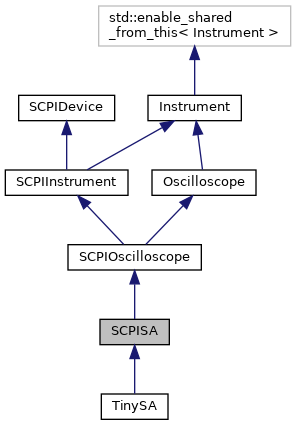 std::enable_shared
_from_this< Instrument >
SCPIDevice
Instrument
SCPIInstrument
Oscilloscope
SCPIOscilloscope
SCPISA
TinySA